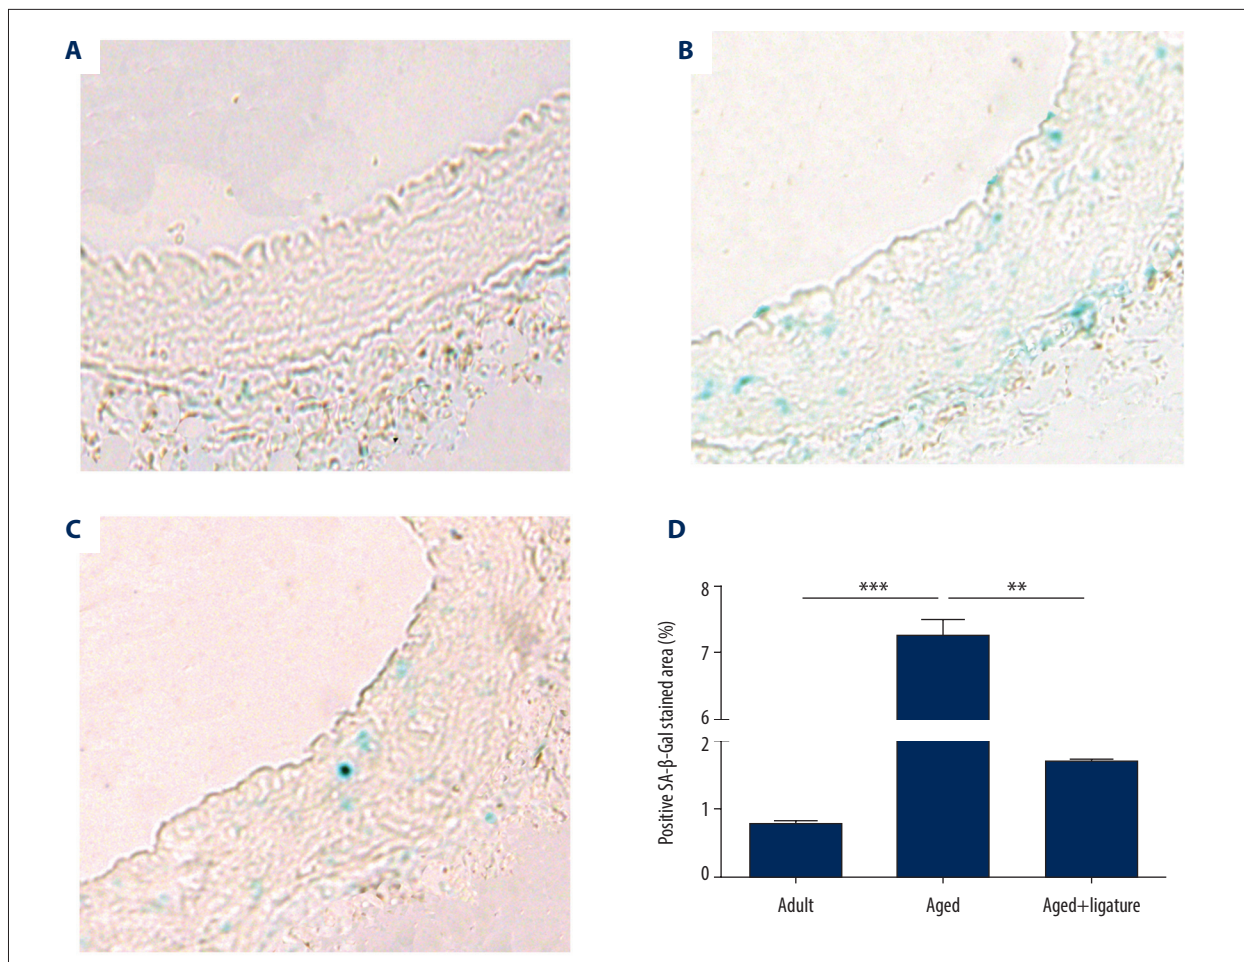 A
B
C
D
Positive SA-β-Gal stained area (%)
8
7
6
2
1
0
***
**
Adult
Aged
Aged+ligature